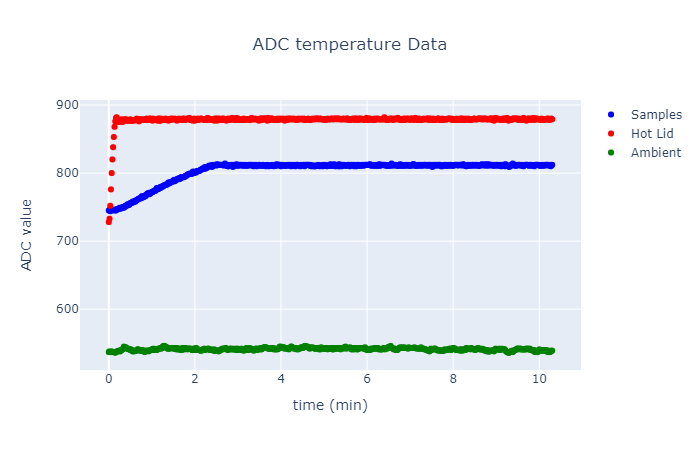 ADC temperature Data
900
800
700
600
ADC value
0 2 4 6 8 10
time (min)
Samples
Hot Lid
Ambient